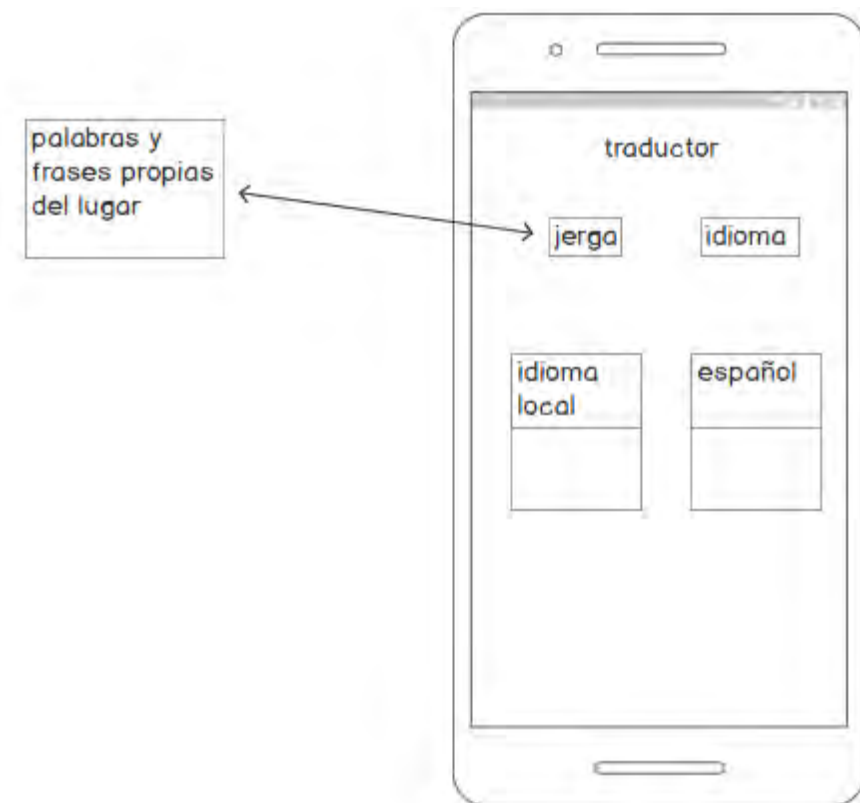 palabras y
frases propias
del lugar
traductor
jerga
idioma
idioma
local
español